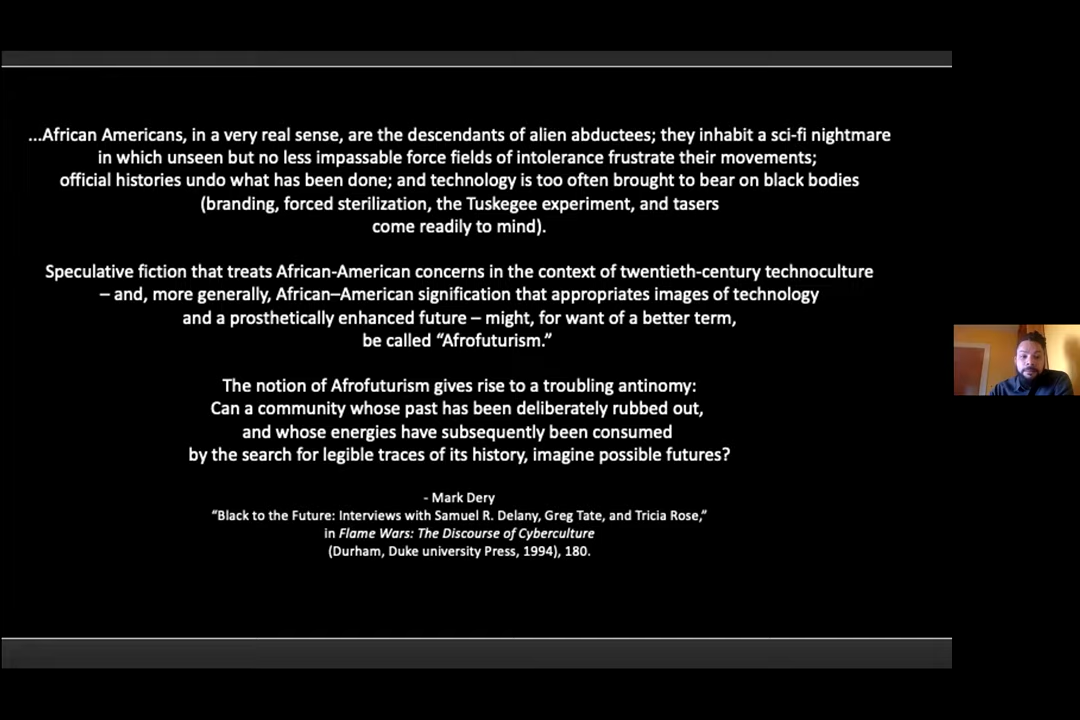 ...African Americans, in a very real sense, are the descendants of alien abductees; they inhabit a sci-fi nightmare
in which unseen but no less impassable force fields of intolerance frustrate their movements;
official histories undo what has been done; and technology is too often brought to bear on black bodies
(branding, forced sterilization, the Tuskegee experiment, and tasers
come readily to mind).
Speculative fiction that treats African-American concerns in the context of twentieth-century technoculture
– and, more generally, African–American signification that appropriates images of technology
and a prosthetically enhanced future – might, for want of a better term,
be called “Afrofuturism.”
The notion of Afrofuturism gives rise to a troubling antinomy:
Can a community whose past has been deliberately rubbed out,
and whose energies have subsequently been consumed
by the search for legible traces of its history, imagine possible futures?
- Mark Dery
“Black to the Future: Interviews with Samuel R. Delany, Greg Tate, and Tricia Rose,”
in Flame Wars: The Discourse of Cyberculture
(Durham, Duke university Press, 1994), 180.